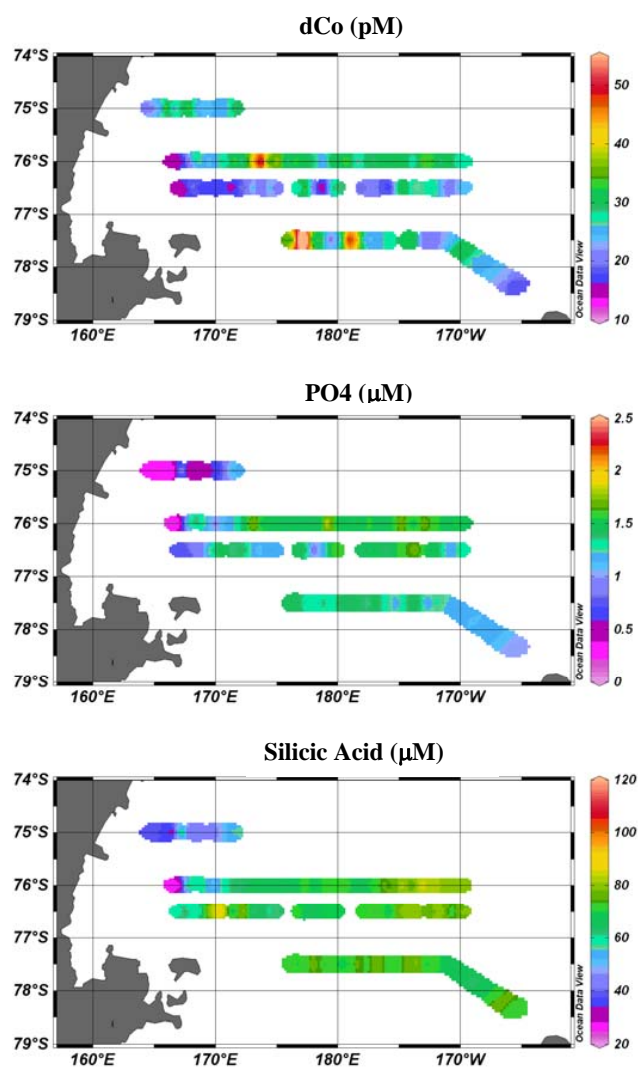 dCo (pM)
74°S
75°S
76°S
77°S
78°S
79°S
160°E
170°E
180°E
170°W
50
40
30
20
10
Ocean Data View
PO4 (μM)
74°S
75°S
76°S
77°S
78°S
79°S
160°E
170°E
180°E
170°W
2.5
2
1.5
1
0.5
0
Ocean Data View
Silicic Acid (μM)
74°S
75°S
76°S
77°S
78°S
79°S
160°E
170°E
180°E
170°W
120
100
80
60
40
20
Ocean Data View